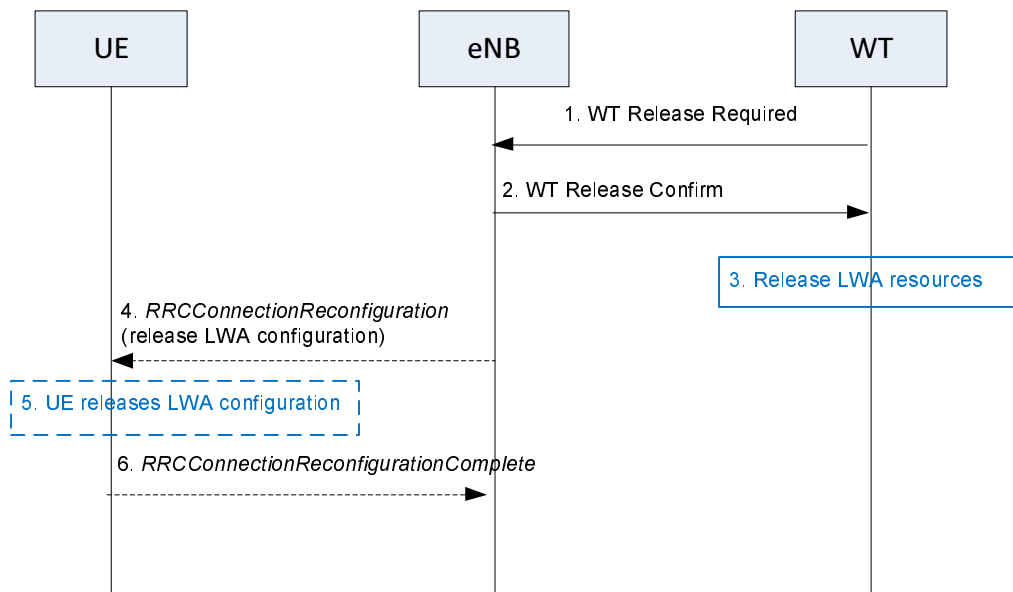 UE
eNB
WT
1. WT Release Required
2. WT Release Confirm
3. Release LWA resources
4. RRCConnectionReconfiguration
(release LWA configuration)
5. UE releases LWA configuration
6. RRCConnectionReconfigurationComplete